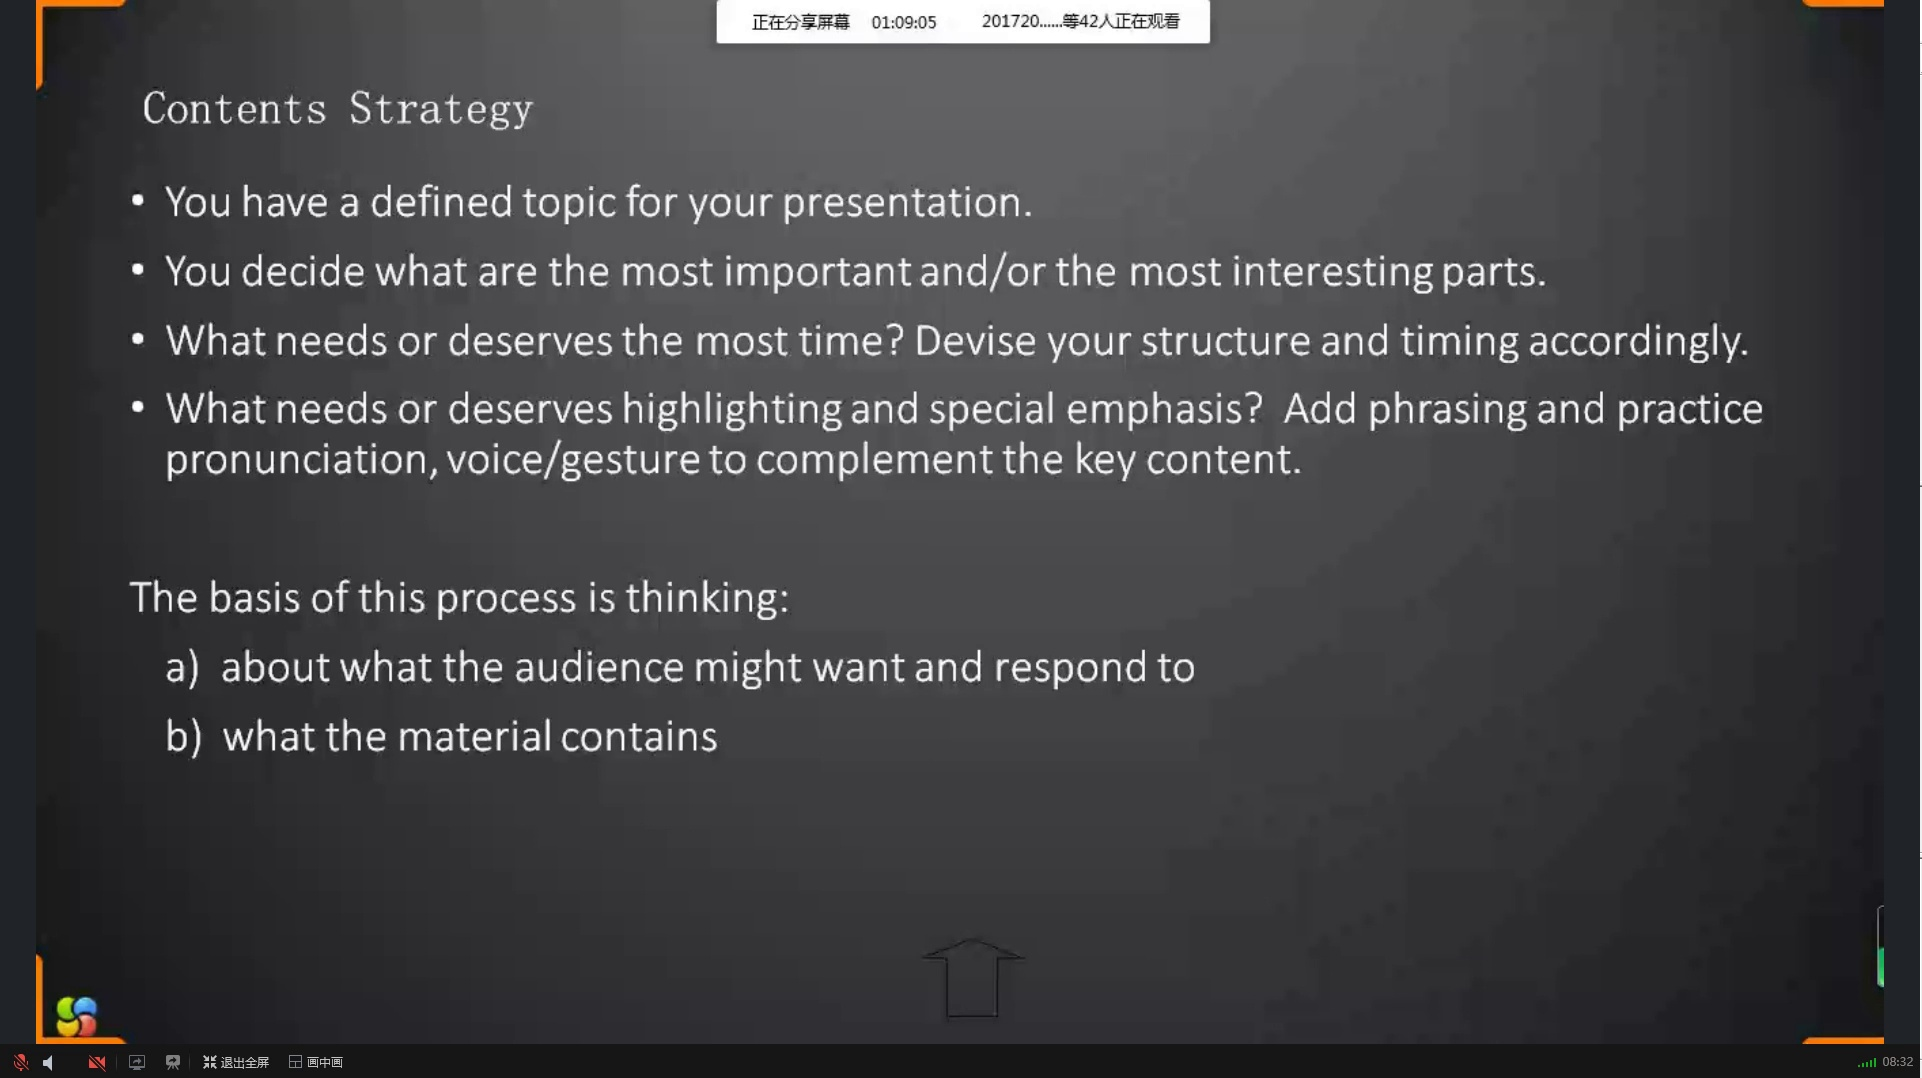 正在分享屏幕 01:09:05 201720......等42人正在观看
Contents Strategy
• You have a defined topic for your presentation.
• You decide what are the most important and/or the most interesting parts.
• What needs or deserves the most time? Devise your structure and timing accordingly.
• What needs or deserves highlighting and special emphasis? Add phrasing and practice
pronunciation, voice/gesture to complement the key content.
The basis of this process is thinking:
a) about what the audience might want and respond to
b) what the material contains
退出全屏 画中画 08:32